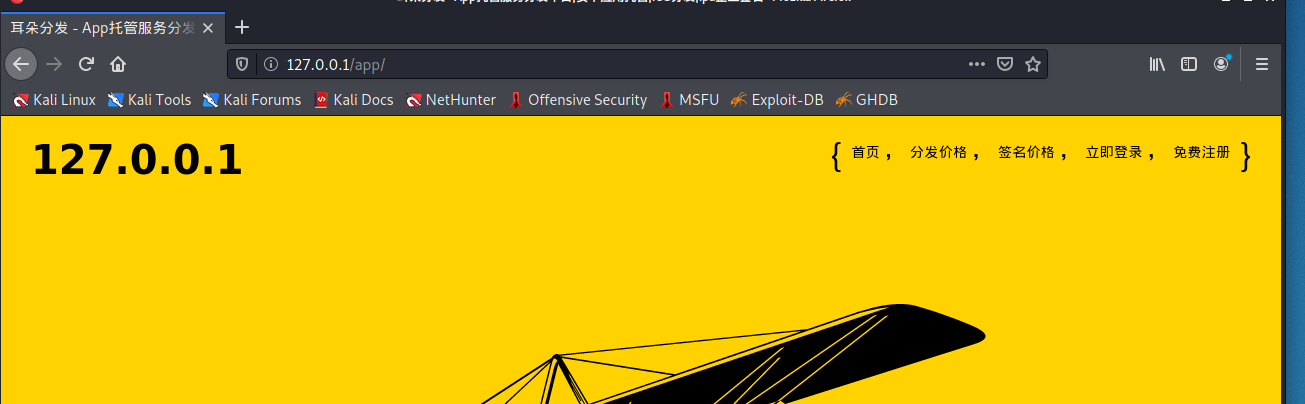 耳朵分发 - App托管服务分发
127.0.0.1/app/
Kali Linux Kali Tools Kali Forums Kali Docs NetHunter Offensive Security MSFU Exploit-DB GHDB
127.0.0.1
{ 首页 , 分发价格 , 签名价格 , 立即登录 , 免费注册 }